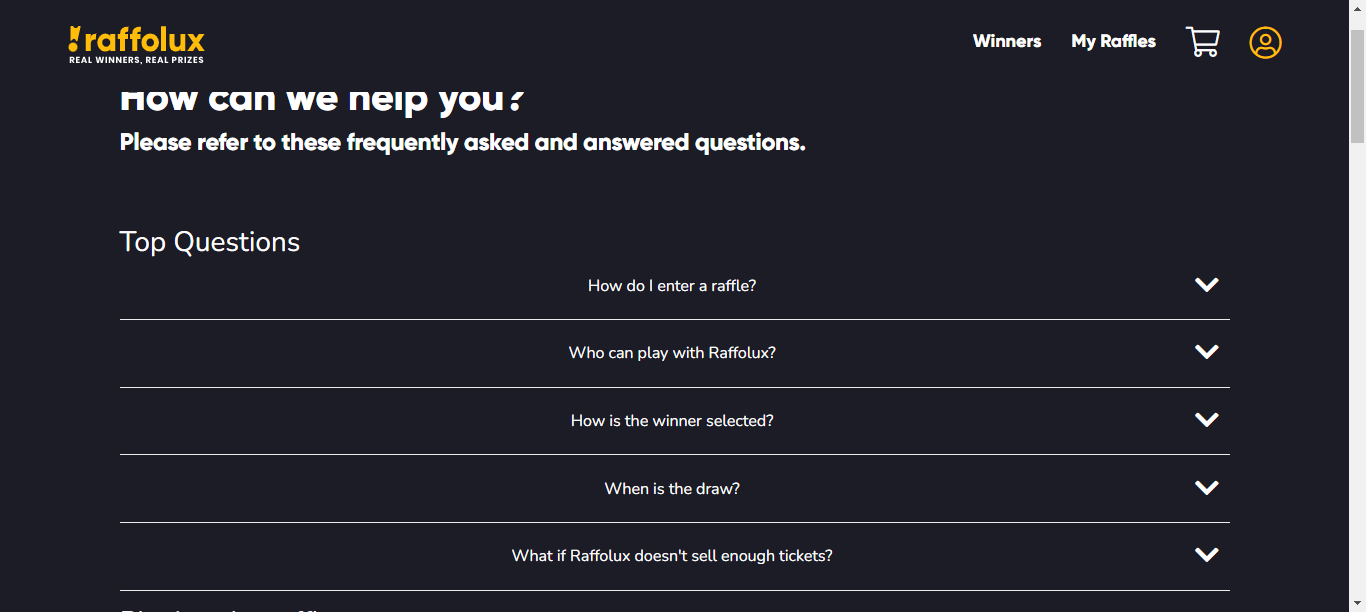 raffolux
REAL WINNERS, REAL PRIZES
Winners
My Raffles
How can we help you?
Please refer to these frequently asked and answered questions.
Top Questions
How do I enter a raffle?
Who can play with Raffolux?
How is the winner selected?
When is the draw?
What if Raffolux doesn't sell enough tickets?